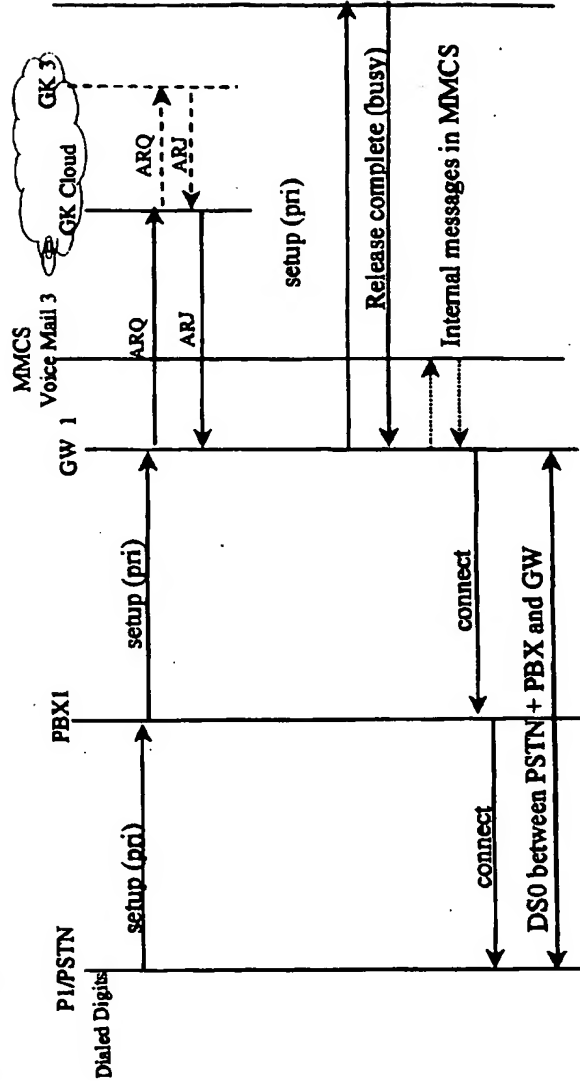 P1/PSTN
Dialed Digits
PBX1
GW 1
MMCS
Voice Mail 3
GK Cloud
GK 3
setup (pri)
setup (pri)
ARQ
ARQ
ARJ
ARJ
setup (pri)
Release complete (busy)
Internal messages in MMCS
connect
connect
DS0 between PSTN + PBX and GW